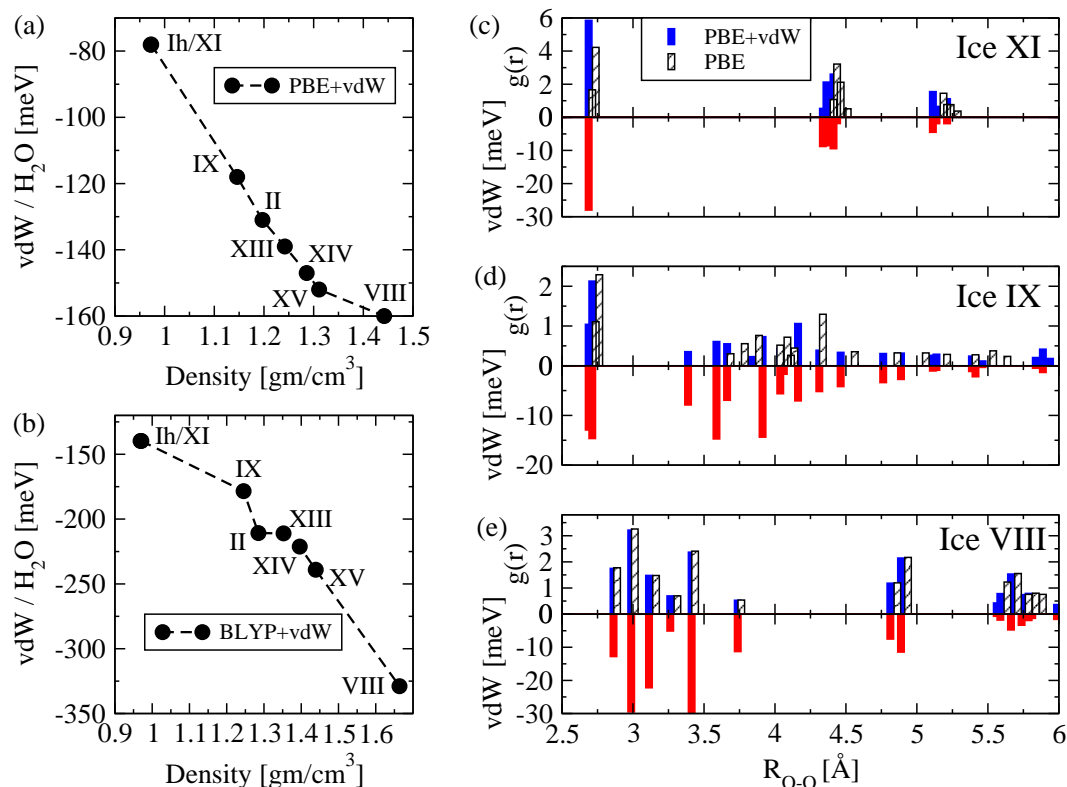 (a)
-80
-100
-120
-140
-160
vdW / H2O [meV]
Ih/XI
PBE+vdW
IX
II
XIII
XIV
XV
VIII
0.9 1 1.1 1.2 1.3 1.4 1.5
Density [gm/cm3]
(b)
-150
-200
-250
-300
-350
vdW / H2O [meV]
Ih/XI
IX
II
XIII
XIV
XV
BLYP+vdW
VIII
0.9 1 1.1 1.2 1.3 1.4 1.5 1.6
Density [gm/cm3]
(c)
6
4
2
0
-10
-20
-30
g(r)
vdW [meV]
PBE+vdW
PBE
Ice XI
(d)
2
1
0
-10
-20
g(r)
vdW [meV]
Ice IX
(e)
3
2
1
0
-10
-20
-30
g(r)
vdW [meV]
Ice VIII
2.5 3 3.5 4 4.5 5 5.5 6
RO-O [Å]